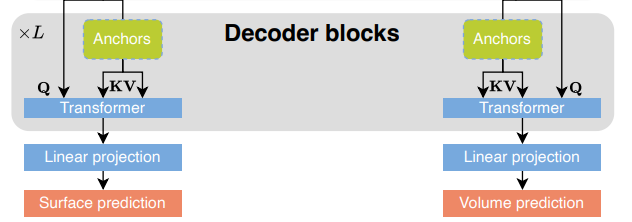 ×L Decoder blocks
Anchors Anchors
Q KV KV Q
Transformer Transformer
Linear projection Linear projection
Surface prediction Volume prediction